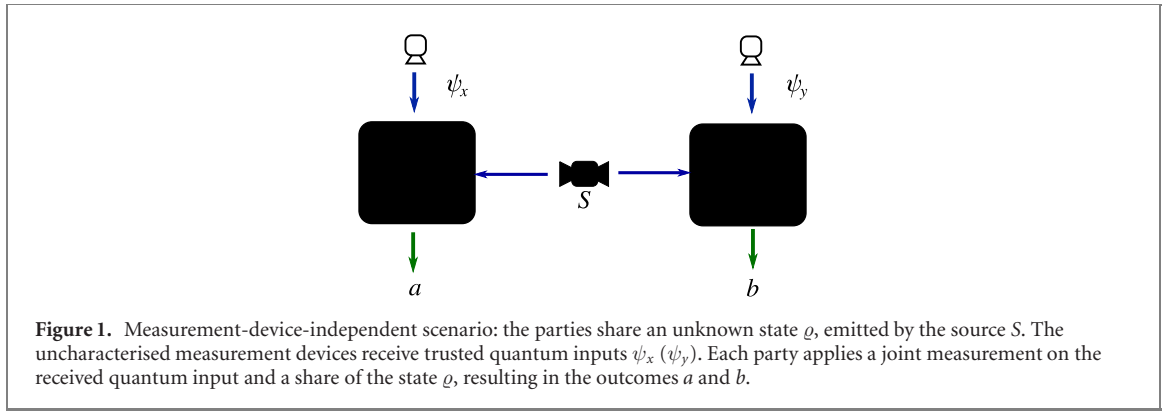 ψx
ψy
S
a
b
Figure 1. Measurement-device-independent scenario: the parties share an unknown state ϱ, emitted by the source S. The
uncharacterised measurement devices receive trusted quantum inputs ψx (ψy). Each party applies a joint measurement on the
received quantum input and a share of the state ϱ, resulting in the outcomes a and b.